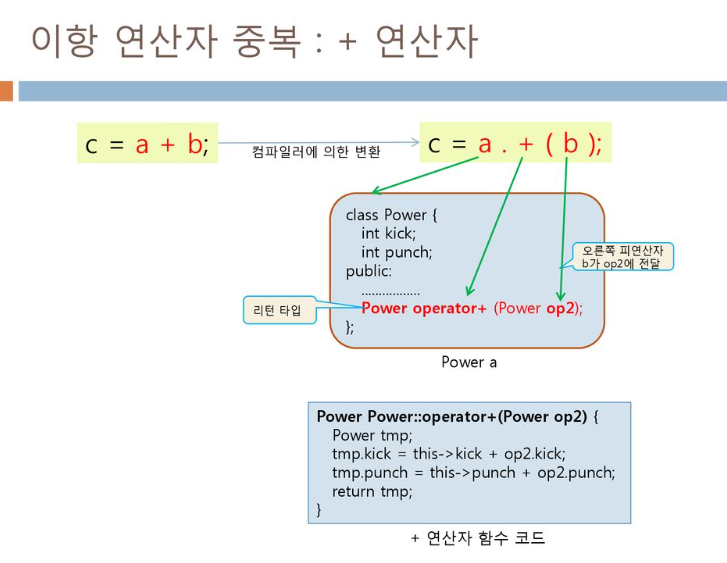 이항 연산자 중복 : + 연산자
c = a + b;
컴파일러에 의한 변환
c = a . + ( b );
class Power {
int kick;
int punch;
public:
.................
Power operator+ (Power op2);
};
오른쪽 피연산자
b가 op2에 전달
리턴 타입
Power a
Power Power::operator+(Power op2) {
Power tmp;
tmp.kick = this->kick + op2.kick;
tmp.punch = this->punch + op2.punch;
return tmp;
}
+ 연산자 함수 코드